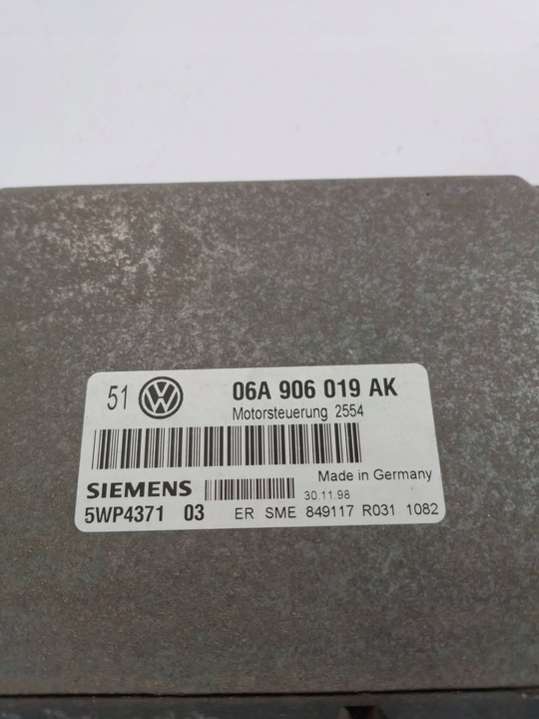 51 VW 06A 906 019 AK
Motorsteuerung 2554
Made in Germany
SIEMENS 30.11.98
5WP4371 03 ER SME 849117 R031 1082